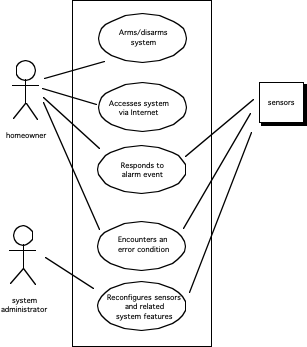 Arms/disarms
system
Accesses system
via Internet
sensors
homeowner
Responds to
alarm event
Encounters an
error condition
system
administrator
Reconfigures sensors
and related
system features